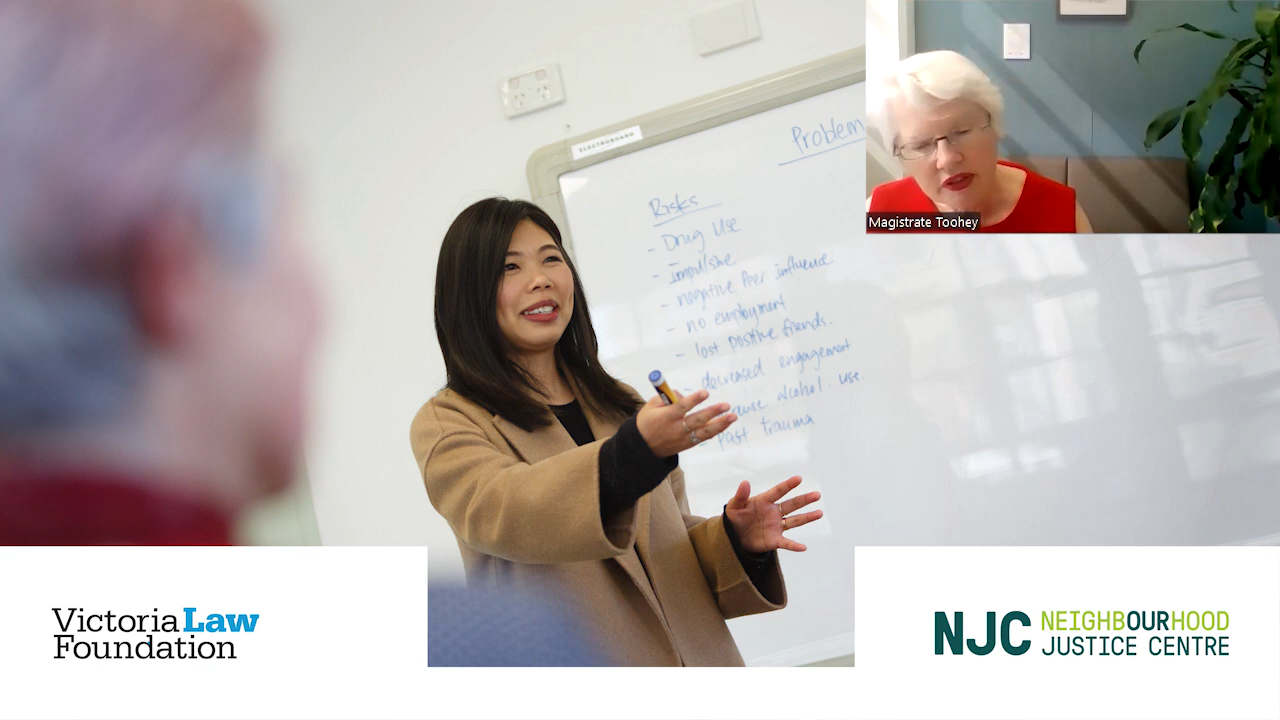 ELECTROBOARD
Problem
Risks
- Drug Use
- impulsive
- negative Peer influence
- no employment
- lost positive friends.
- decreased engagement
alcohol. use.
- past trauma
Magistrate Toohey
Victoria Law
Foundation
NJC NEIGHBOURHOOD
JUSTICE CENTRE